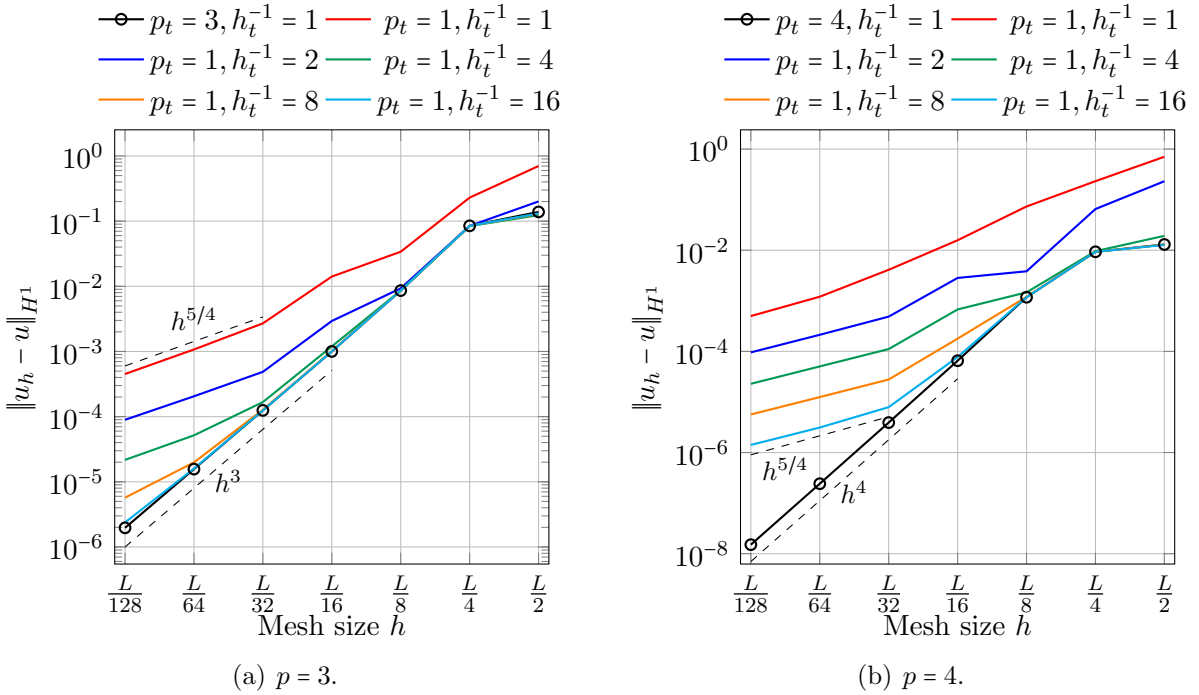 p_t = 3, h_t^{-1} = 1 p_t = 1, h_t^{-1} = 1
p_t = 1, h_t^{-1} = 2 p_t = 1, h_t^{-1} = 4
p_t = 1, h_t^{-1} = 8 p_t = 1, h_t^{-1} = 16
10^0
10^{-1}
10^{-2}
10^{-3}
10^{-4}
10^{-5}
10^{-6}
‖u_h − u‖_{H^1}
h^{5/4}
h^3
L/128 L/64 L/32 L/16 L/8 L/4 L/2
Mesh size h
(a) p = 3.
p_t = 4, h_t^{-1} = 1 p_t = 1, h_t^{-1} = 1
p_t = 1, h_t^{-1} = 2 p_t = 1, h_t^{-1} = 4
p_t = 1, h_t^{-1} = 8 p_t = 1, h_t^{-1} = 16
10^0
10^{-2}
10^{-4}
10^{-6}
10^{-8}
‖u_h − u‖_{H^1}
h^{5/4}
h^4
L/128 L/64 L/32 L/16 L/8 L/4 L/2
Mesh size h
(b) p = 4.